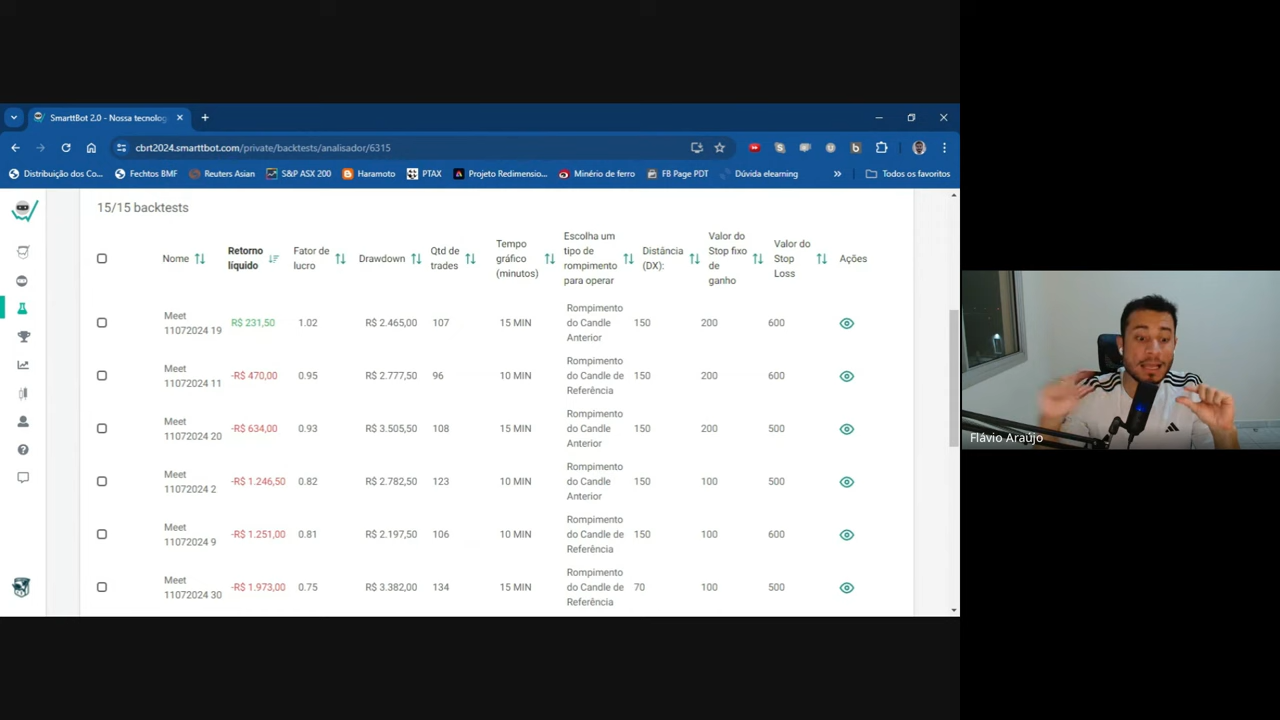 SmarttBot 2.0 - Nossa tecnolog
cbrt2024.smarttbot.com/private/backtests/analisador/6315
Distribuição dos Co... Fechtos BMF Reuters Asian S&P ASX 200 Haramoto PTAX Projeto Redimensio... Minério de ferro FB Page PDT Dúvida elearning » Todos os favoritos
15/15 backtests
Nome
Retorno
líquido
Fator de
lucro
Drawdown
Qtd de
trades
Tempo
gráfico
(minutos)
Escolha um
tipo de
rompimento
para operar
Distância
(DX):
Valor do
Stop fixo
de
ganho
Valor do
Stop
Loss
Ações
Meet
11072024 19
R$ 231,50 1.02 R$ 2.465,00 107 15 MIN
Rompimento
do Candle
Anterior
150 200 600
Meet
11072024 11
-R$ 470,00 0.95 R$ 2.777,50 96 10 MIN
Rompimento
do Candle de
Referência
150 200 600
Meet
11072024 20
-R$ 634,00 0.93 R$ 3.505,50 108 15 MIN
Rompimento
do Candle
Anterior
150 200 500
Meet
11072024 2
-R$ 1.246,50 0.82 R$ 2.782,50 123 10 MIN
Rompimento
do Candle
Anterior
150 100 500
Meet
11072024 9
-R$ 1.251,00 0.81 R$ 2.197,50 106 10 MIN
Rompimento
do Candle de
Referência
150 100 600
Meet
11072024 30
-R$ 1.973,00 0.75 R$ 3.382,00 134 15 MIN
Rompimento
do Candle de
Referência
70 100 500
Flávio Araújo